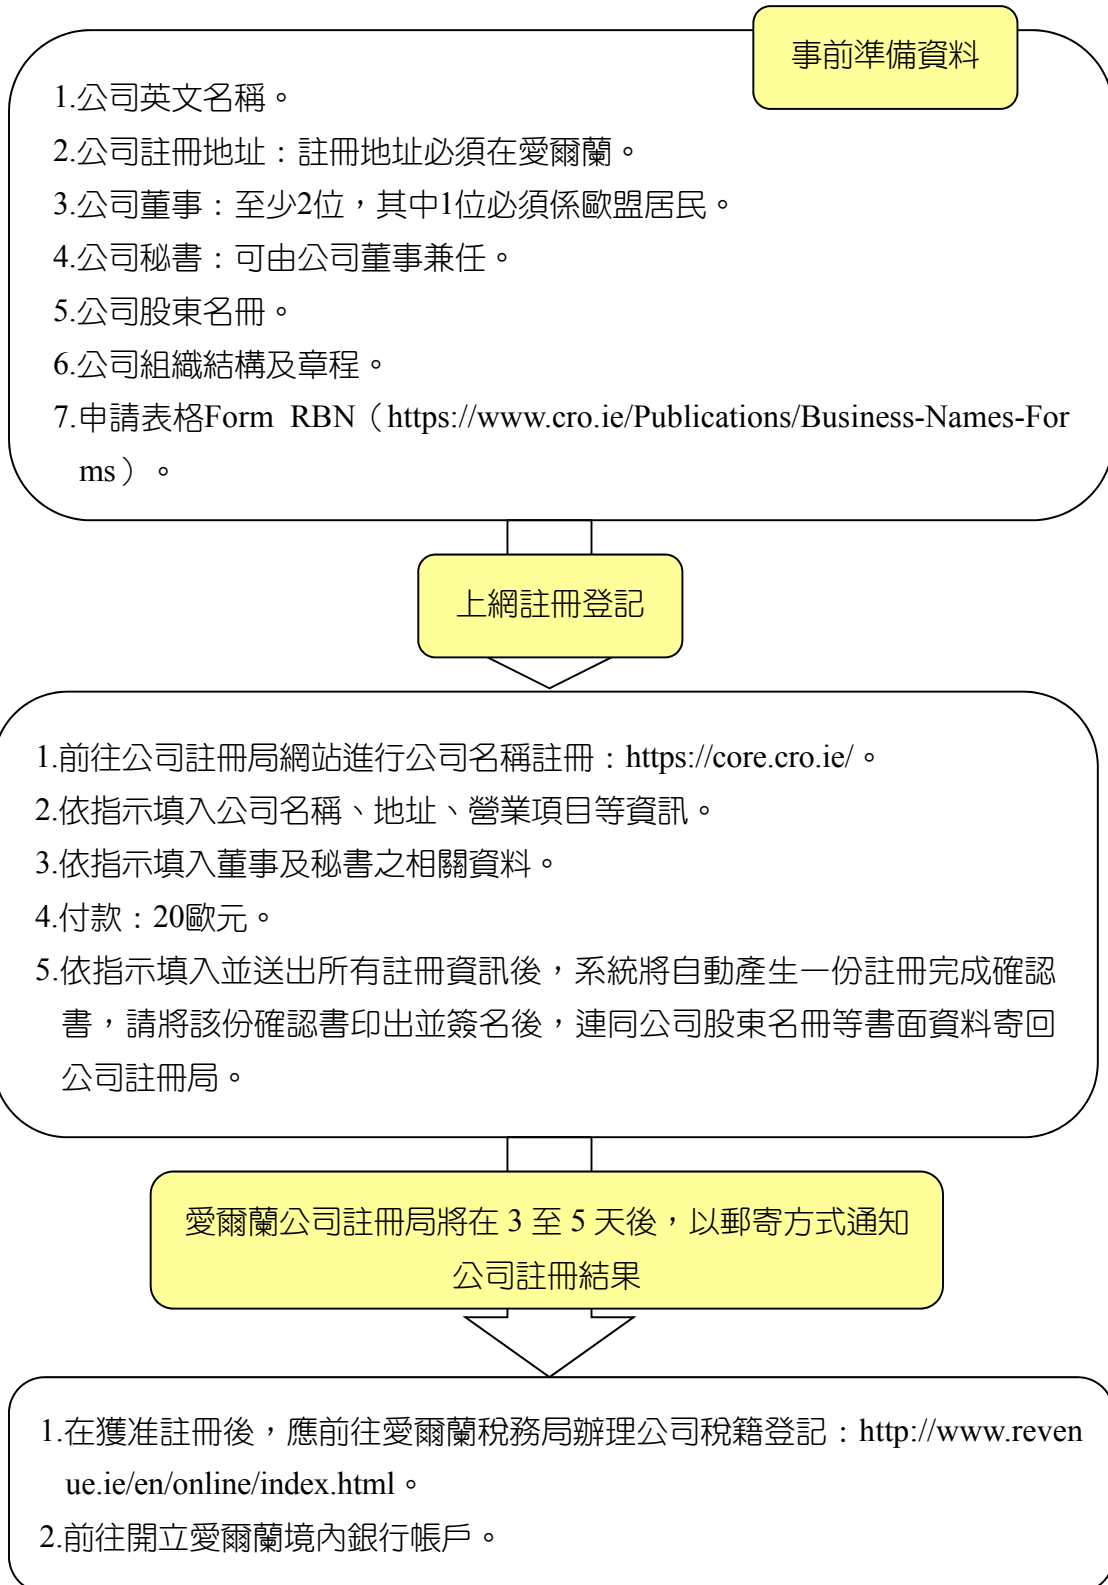 事前準備資料
1.公司英文名稱。
2.公司註冊地址：註冊地址必須在愛爾蘭。
3.公司董事：至少2位，其中1位必須係歐盟居民。
4.公司秘書：可由公司董事兼任。
5.公司股東名冊。
6.公司組織結構及章程。
7.申請表格Form RBN（https://www.cro.ie/Publications/Business-Names-For
ms）。
上網註冊登記
1.前往公司註冊局網站進行公司名稱註冊：https://core.cro.ie/。
2.依指示填入公司名稱、地址、營業項目等資訊。
3.依指示填入董事及秘書之相關資料。
4.付款：20歐元。
5.依指示填入並送出所有註冊資訊後，系統將自動產生一份註冊完成確認
書，請將該份確認書印出並簽名後，連同公司股東名冊等書面資料寄回
公司註冊局。
愛爾蘭公司註冊局將在 3 至 5 天後，以郵寄方式通知
公司註冊結果
1.在獲准註冊後，應前往愛爾蘭稅務局辦理公司稅籍登記：http://www.reven
ue.ie/en/online/index.html。
2.前往開立愛爾蘭境內銀行帳戶。